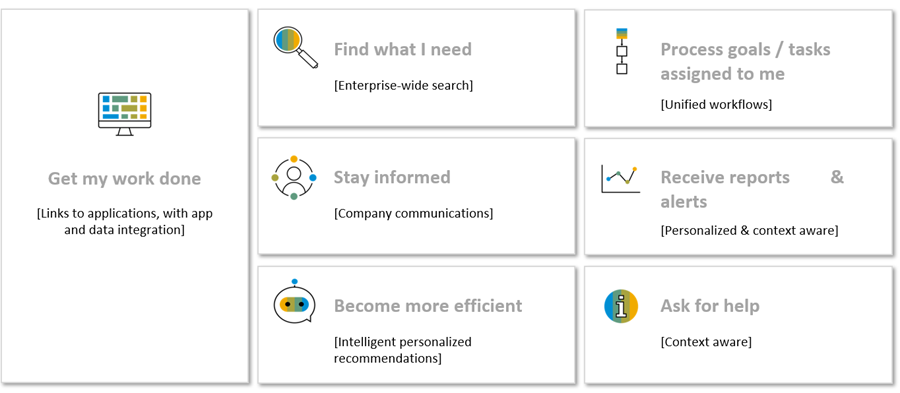 Get my work done
[Links to applications, with app
and data integration]
Find what I need
[Enterprise-wide search]
Process goals / tasks
assigned to me
[Unified workflows]
Stay informed
[Company communications]
Receive reports &
alerts
[Personalized & context aware]
Become more efficient
[Intelligent personalized
recommendations]
i
Ask for help
[Context aware]